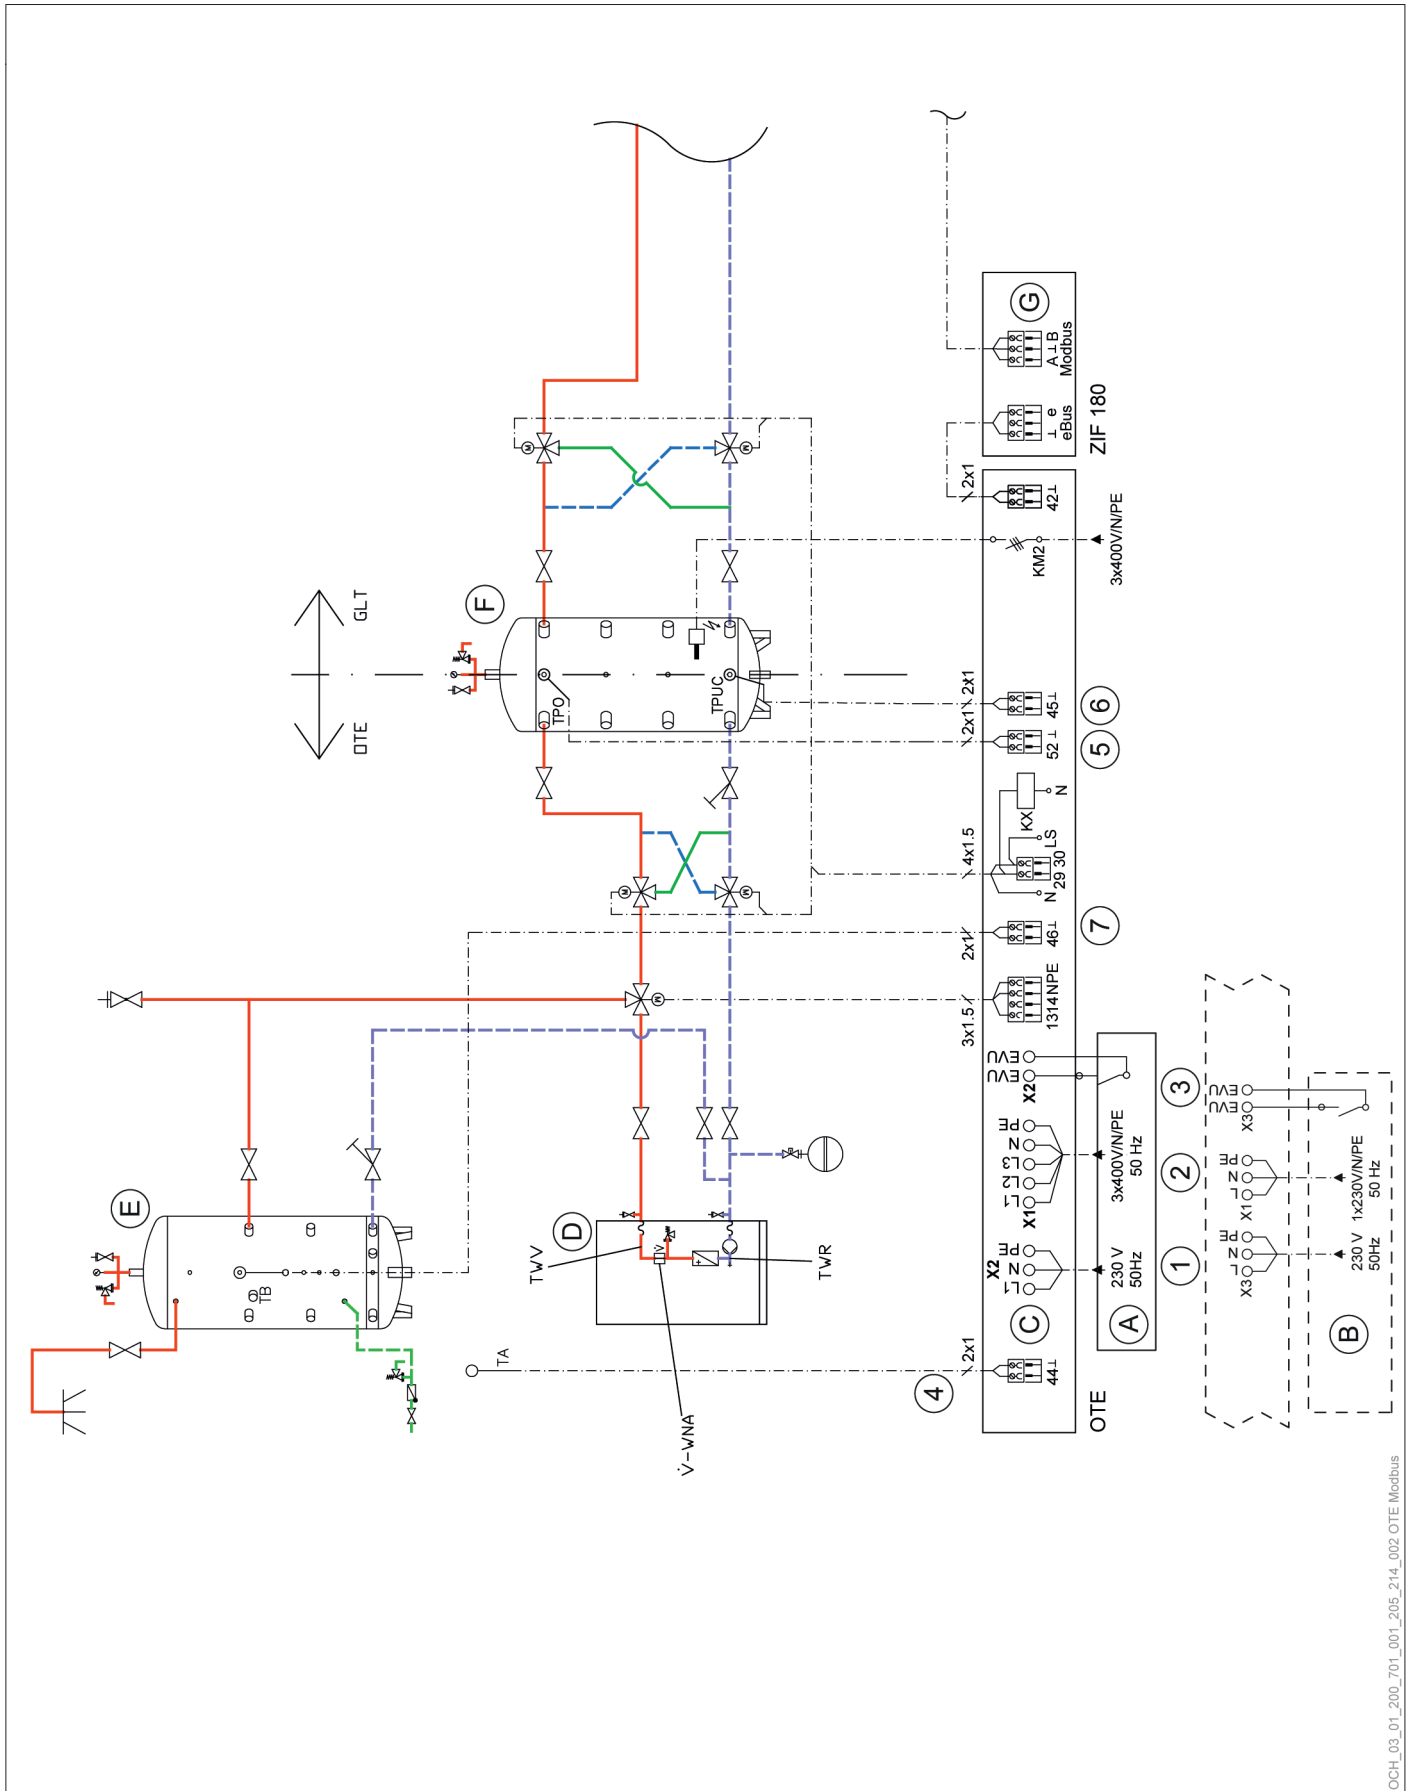 GLT
OTE
F
TPO
TPUC
E
TB
D
TWV
TWR
V̇
V̇-WNA
TA
M
M
M
M
M
G
A ⊥ B
Modbus
⊥ e
eBus
ZIF 180
2x1
42⊥
KM2
3x400V/N/PE
2x1
45⊥
6
2x1
52⊥
5
KX
N
LS
4x1.5
29 30
N
2x1
46⊥
7
3x1.5
1314NPE
EVU
EVU
X2
PE
N
L3
L2
L1
X1
PE
N
L1
X2
C
2x1
44⊥
4
OTE
3x400V/N/PE
50 Hz
230 V
50Hz
A
3
2
1
EVU
EVU
X3
PE
N
L
X1
PE
N
L
X3
1x230V/N/PE
50 Hz
230 V
50Hz
B
OCH_03_01_200_701_001_205_214_002 OTE Modbus